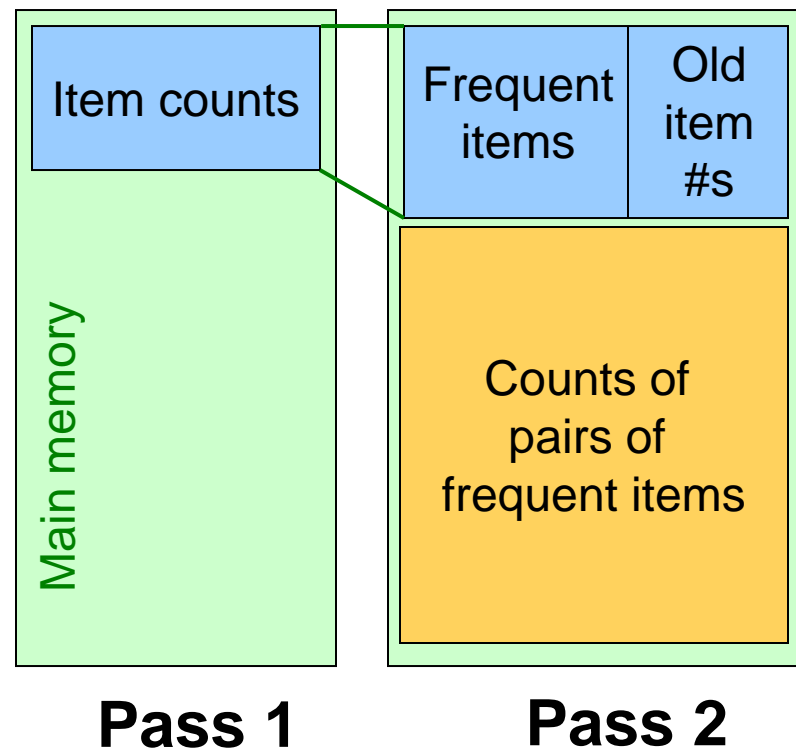 Item counts
Main memory
Frequent
items
Old
item
#s
Counts of
pairs of
frequent items
Pass 1
Pass 2